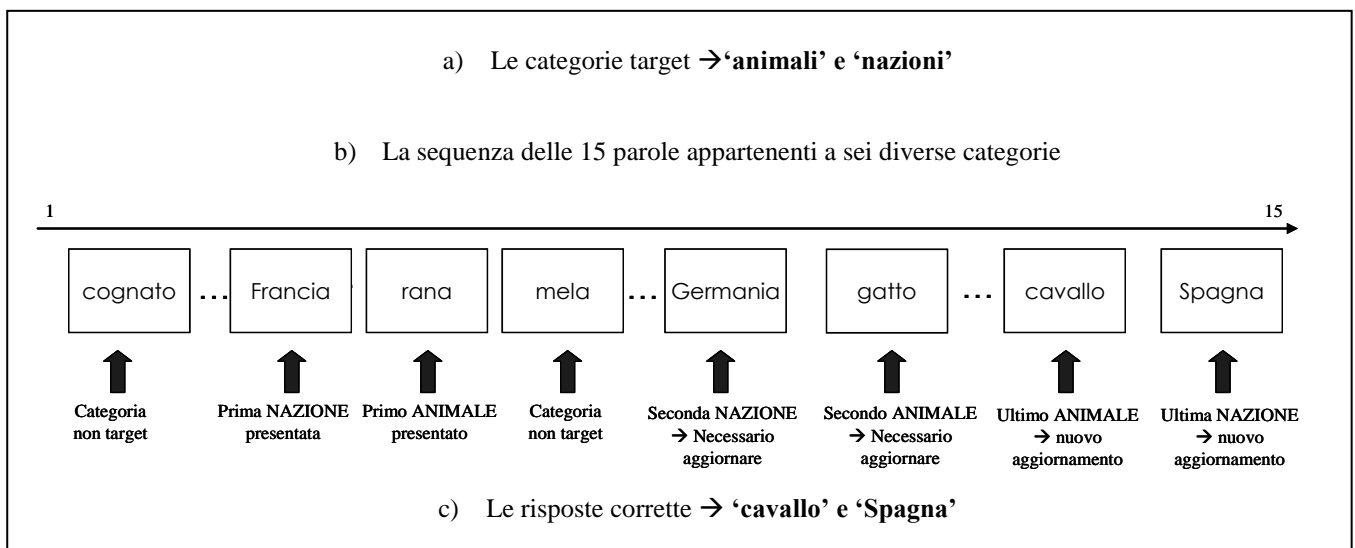 a) Le categorie target → ‘animali’ e ‘nazioni’
b) La sequenza delle 15 parole appartenenti a sei diverse categorie
1 15
cognato ... Francia rana mela ... Germania gatto ... cavallo Spagna
Categoria Prima NAZIONE Primo ANIMALE Categoria Seconda NAZIONE Secondo ANIMALE Ultimo ANIMALE Ultima NAZIONE
non target presentata presentato non target → Necessario → Necessario → nuovo → nuovo
aggiornare aggiornare aggiornamento aggiornamento
c) Le risposte corrette → ‘cavallo’ e ‘Spagna’